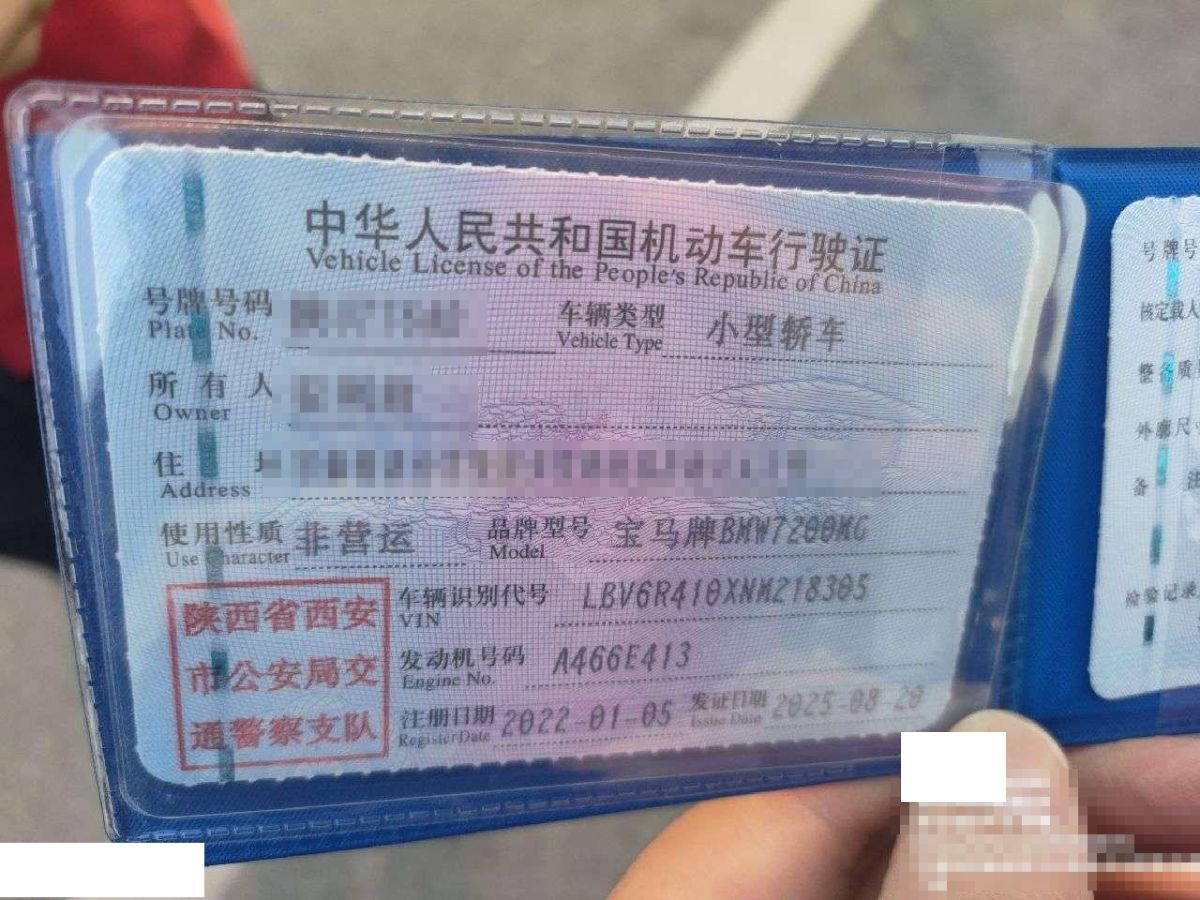 中华人民共和国机动车行驶证
Vehicle License of the People's Republic of China
号牌号码
Plate No.
车辆类型 小型轿车
Vehicle Type
所有人
Owner
住
Address
使用性质 非营运
Use Character
品牌型号 宝马牌BMW7200MG
Model
陕西省西安
市公安局交
通警察支队
车辆识别代号 LBV6R410XNM218305
VIN
发动机号码 A466E413
Engine No.
注册日期 2022-01-05
Register Date
发证日期 2025-08-20
Issue Date
号牌号
核定载人
整备质
外廓尺
备
检验记录